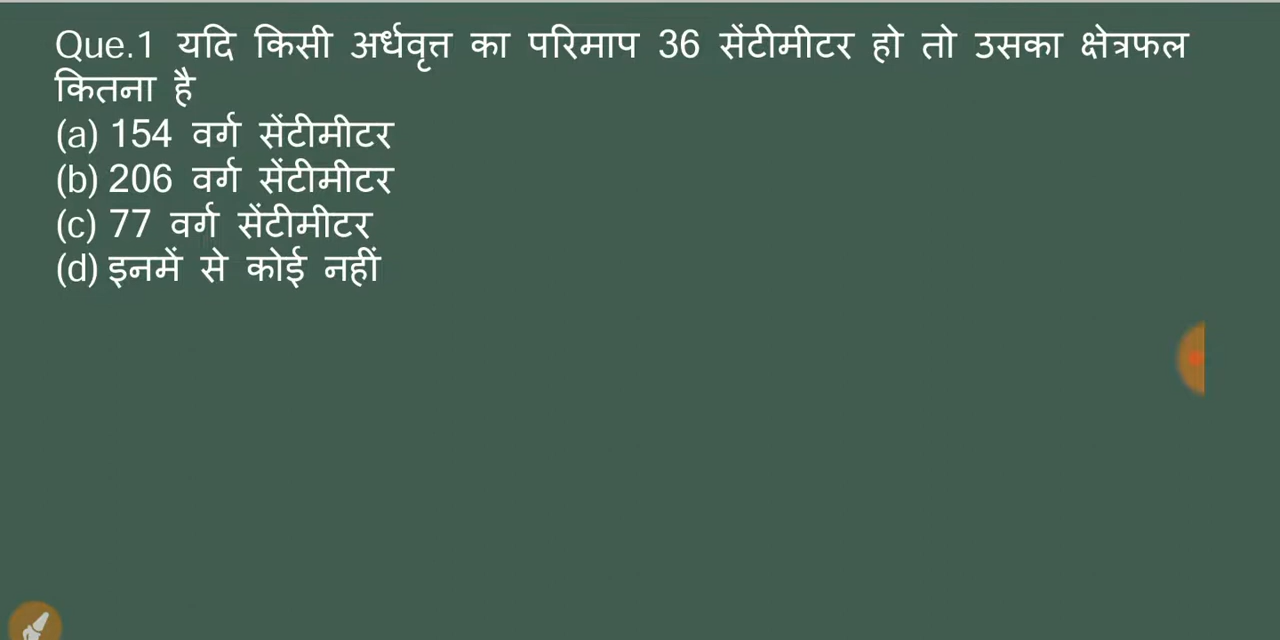 Que.1 यदि किसी अर्धवृत्त का परिमाप 36 सेंटीमीटर हो तो उसका क्षेत्रफल
कितना है
(a) 154 वर्ग सेंटीमीटर
(b) 206 वर्ग सेंटीमीटर
(c) 77 वर्ग सेंटीमीटर
(d) इनमें से कोई नहीं